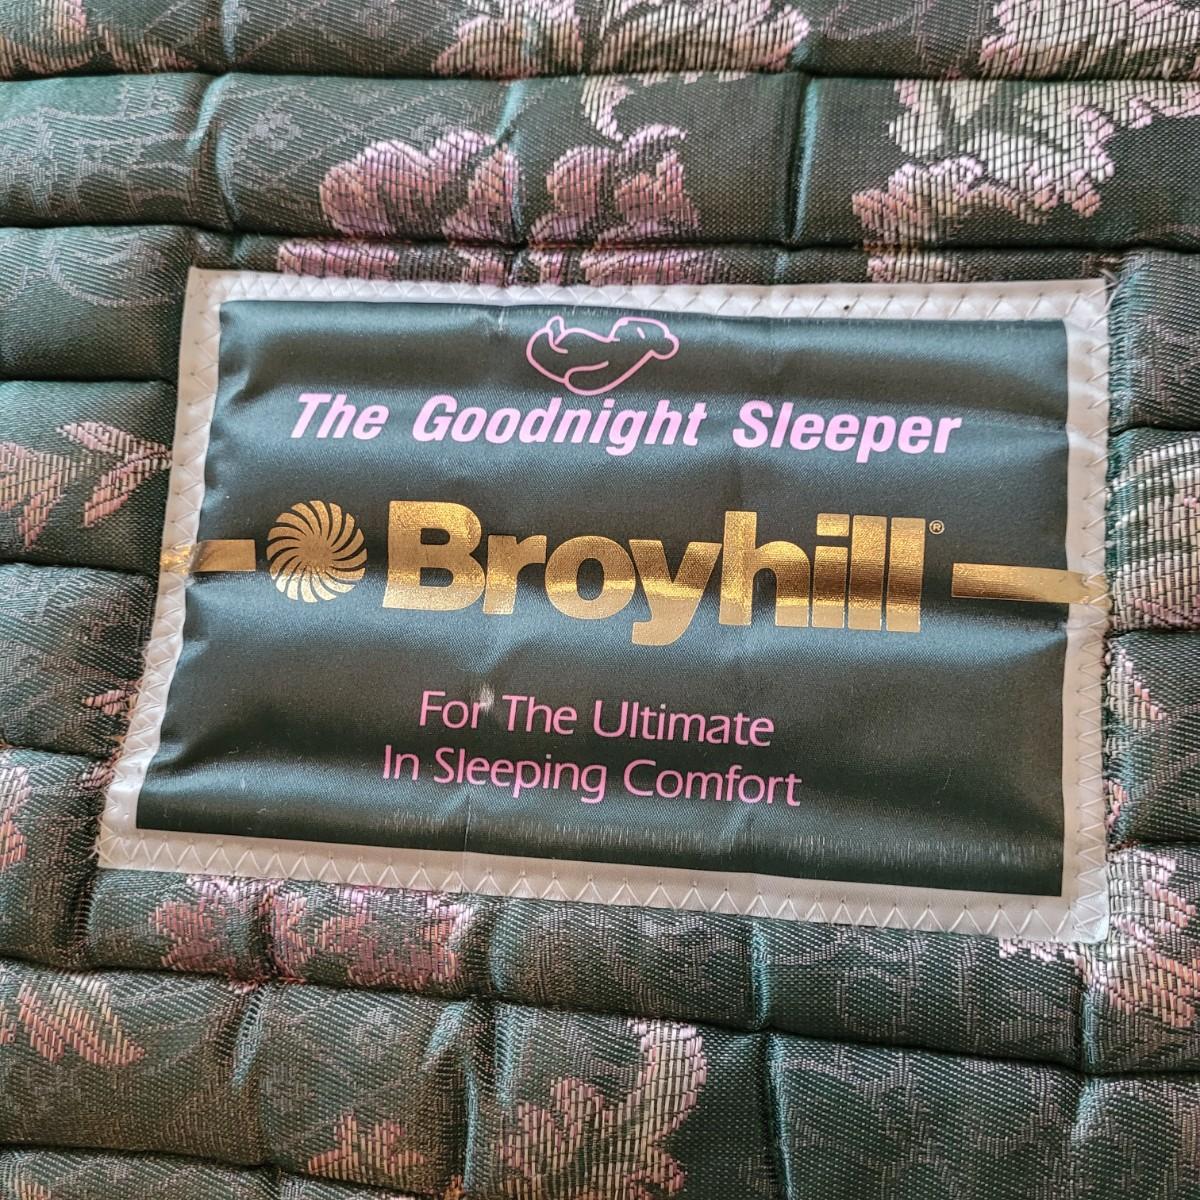 The Goodnight Sleeper
Broyhill®
For The Ultimate
In Sleeping Comfort